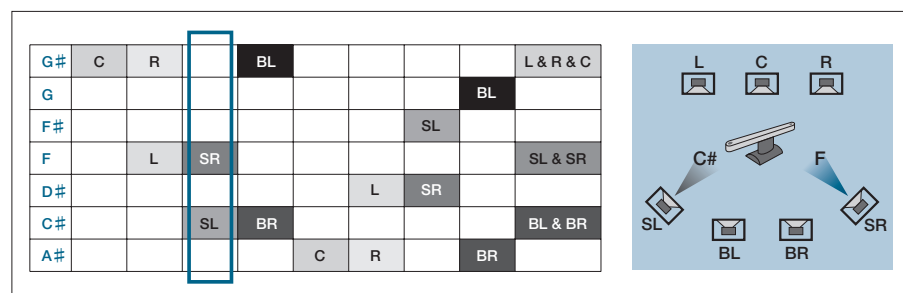 G♯ C R BL L & R & C
G BL
F♯ SL
F L SR SL & SR
D♯ L SR
C♯ SL BR BL & BR
A♯ C R BR
L C R
C# F
SL SR
BL BR